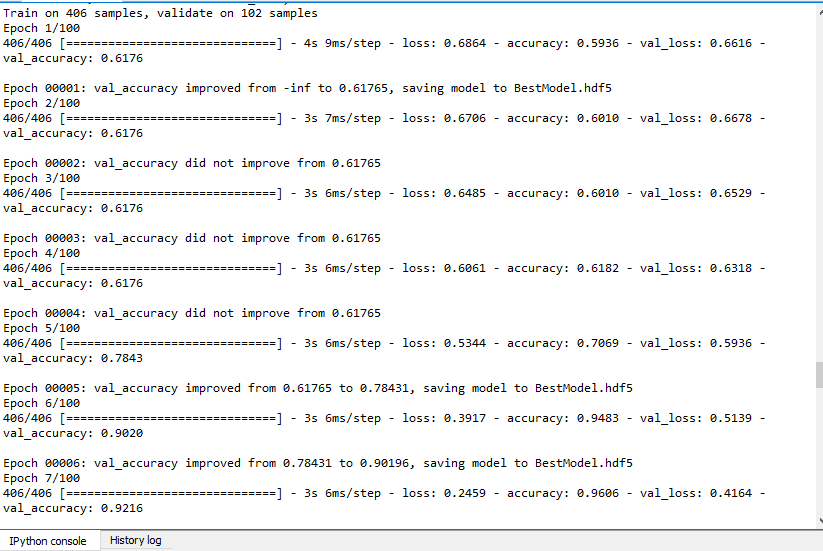 Train on 406 samples, validate on 102 samples
Epoch 1/100
406/406 [==============================] - 4s 9ms/step - loss: 0.6864 - accuracy: 0.5936 - val_loss: 0.6616 -
val_accuracy: 0.6176
Epoch 00001: val_accuracy improved from -inf to 0.61765, saving model to BestModel.hdf5
Epoch 2/100
406/406 [==============================] - 3s 7ms/step - loss: 0.6706 - accuracy: 0.6010 - val_loss: 0.6678 -
val_accuracy: 0.6176
Epoch 00002: val_accuracy did not improve from 0.61765
Epoch 3/100
406/406 [==============================] - 3s 6ms/step - loss: 0.6485 - accuracy: 0.6010 - val_loss: 0.6529 -
val_accuracy: 0.6176
Epoch 00003: val_accuracy did not improve from 0.61765
Epoch 4/100
406/406 [==============================] - 3s 6ms/step - loss: 0.6061 - accuracy: 0.6182 - val_loss: 0.6318 -
val_accuracy: 0.6176
Epoch 00004: val_accuracy did not improve from 0.61765
Epoch 5/100
406/406 [==============================] - 3s 6ms/step - loss: 0.5344 - accuracy: 0.7069 - val_loss: 0.5936 -
val_accuracy: 0.7843
Epoch 00005: val_accuracy improved from 0.61765 to 0.78431, saving model to BestModel.hdf5
Epoch 6/100
406/406 [==============================] - 3s 6ms/step - loss: 0.3917 - accuracy: 0.9483 - val_loss: 0.5139 -
val_accuracy: 0.9020
Epoch 00006: val_accuracy improved from 0.78431 to 0.90196, saving model to BestModel.hdf5
Epoch 7/100
406/406 [==============================] - 3s 6ms/step - loss: 0.2459 - accuracy: 0.9606 - val_loss: 0.4164 -
val_accuracy: 0.9216
IPython console
History log